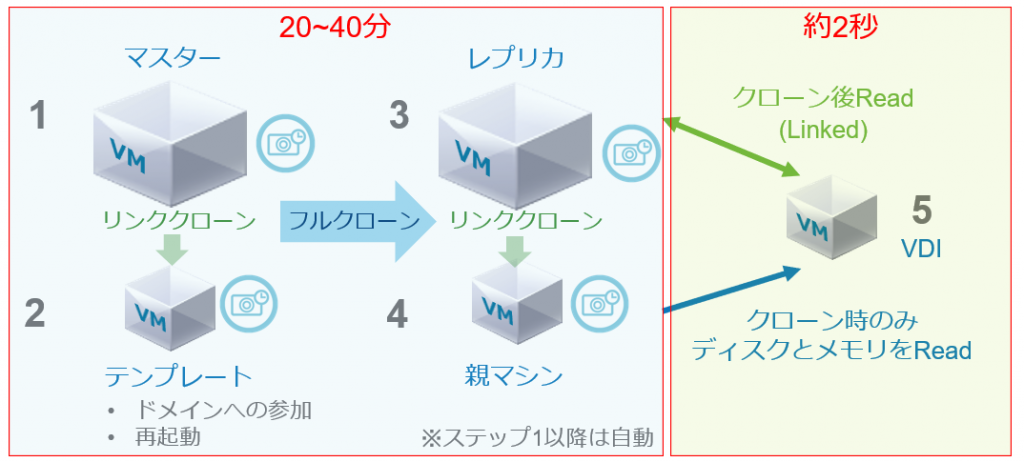 20~40分
約2秒
マスター
レプリカ
1
3
VM
VM
リンククローン
フルクローン
リンククローン
2
4
VM
VM
テンプレート
• ドメインへの参加
• 再起動
親マシン
※ステップ1以降は自動
クローン後Read
(Linked)
VM
5
VDI
クローン時のみ
ディスクとメモリをRead